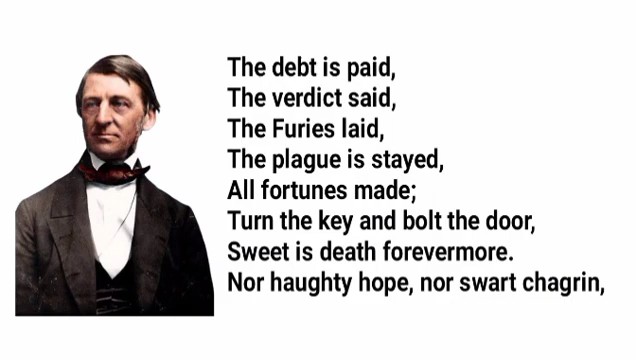 The debt is paid,
The verdict said,
The Furies laid,
The plague is stayed,
All fortunes made;
Turn the key and bolt the door,
Sweet is death forevermore.
Nor haughty hope, nor swart chagrin,